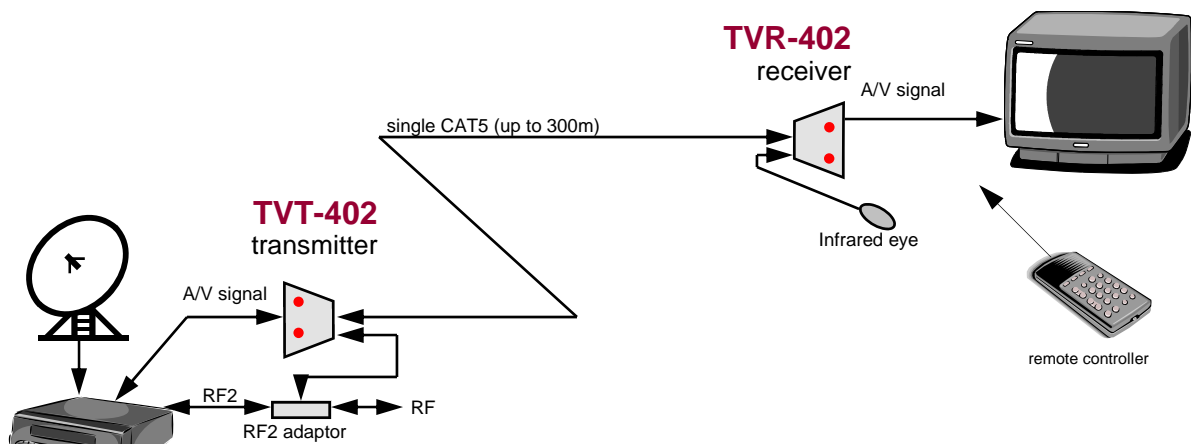 TVR-402
receiver
A/V signal
single CAT5 (up to 300m)
TVT-402
transmitter
Infrared eye
A/V signal
remote controller
RF2
RF
RF2 adaptor